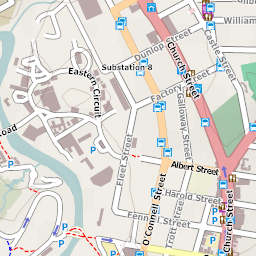 William
Dunlop Street
Castle Street
Church Street
Substation 8
Eastern Circuit
Factory Street
Galloway Street
oad
Fleet Street
Albert Street
O'Connell Street
Harold Street
Fennell Street
Trott Street
Church Street
P
P
P
P
P
P
P